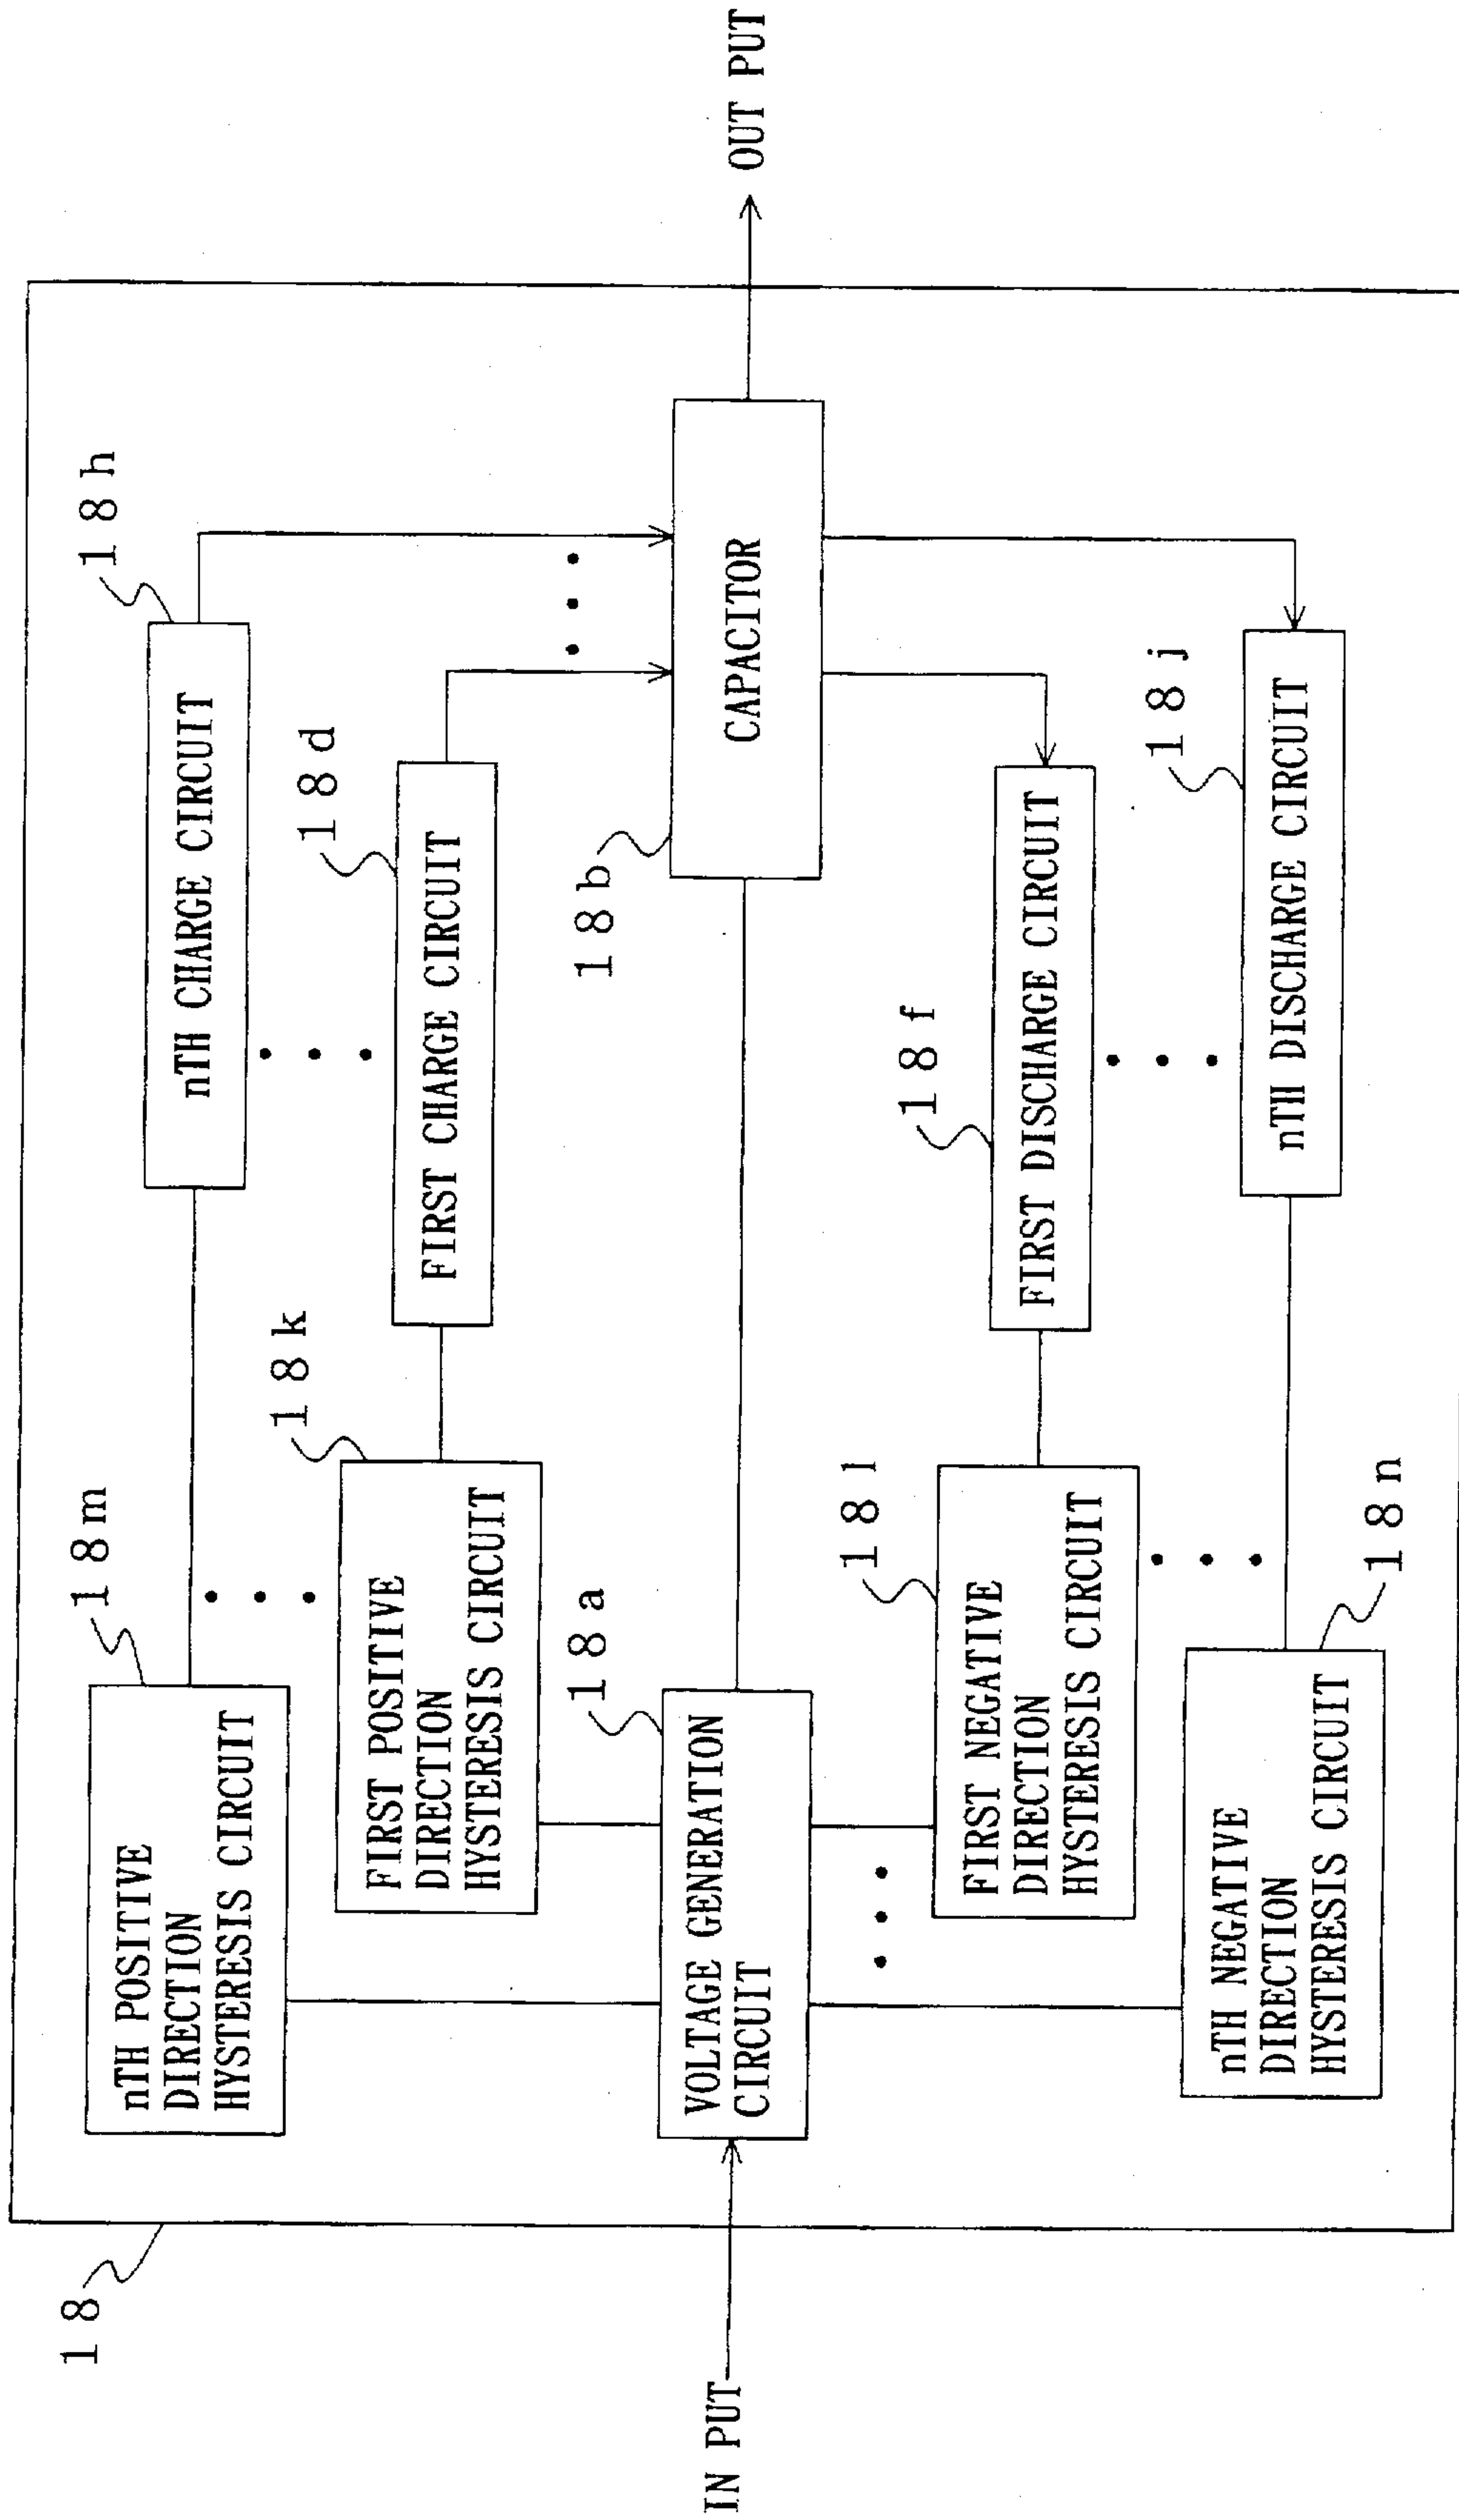 18
18m
18h
nTH POSITIVE
DIRECTION
HYSTERESIS CIRCUIT
nTH CHARGE CIRCUIT
18k
18d
FIRST POSITIVE
DIRECTION
HYSTERESIS CIRCUIT
FIRST CHARGE CIRCUIT
18a
18b
IN PUT
VOLTAGE GENERATION
CIRCUIT
CAPACITOR
OUT PUT
18l
18f
FIRST NEGATIVE
DIRECTION
HYSTERESIS CIRCUIT
FIRST DISCHARGE CIRCUIT
18j
nTH NEGATIVE
DIRECTION
HYSTERESIS CIRCUIT
nTH DISCHARGE CIRCUIT
18n